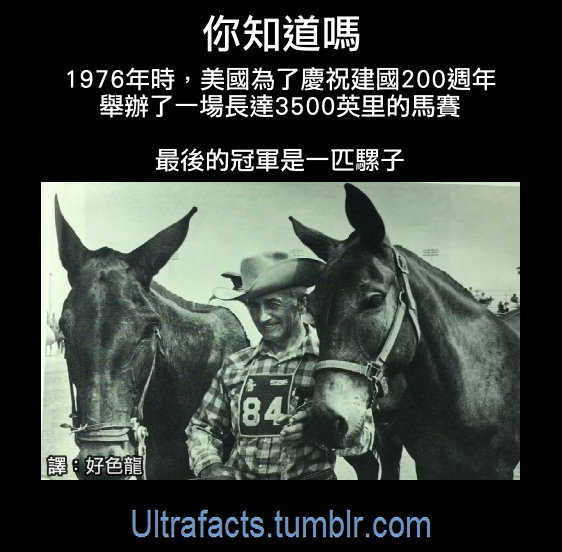 你知道嗎
1976年時，美國為了慶祝建國200週年
舉辦了一場長達3500英里的馬賽
最後的冠軍是一匹騾子
84
譯：好色龍
Ultrafacts.tumblr.com